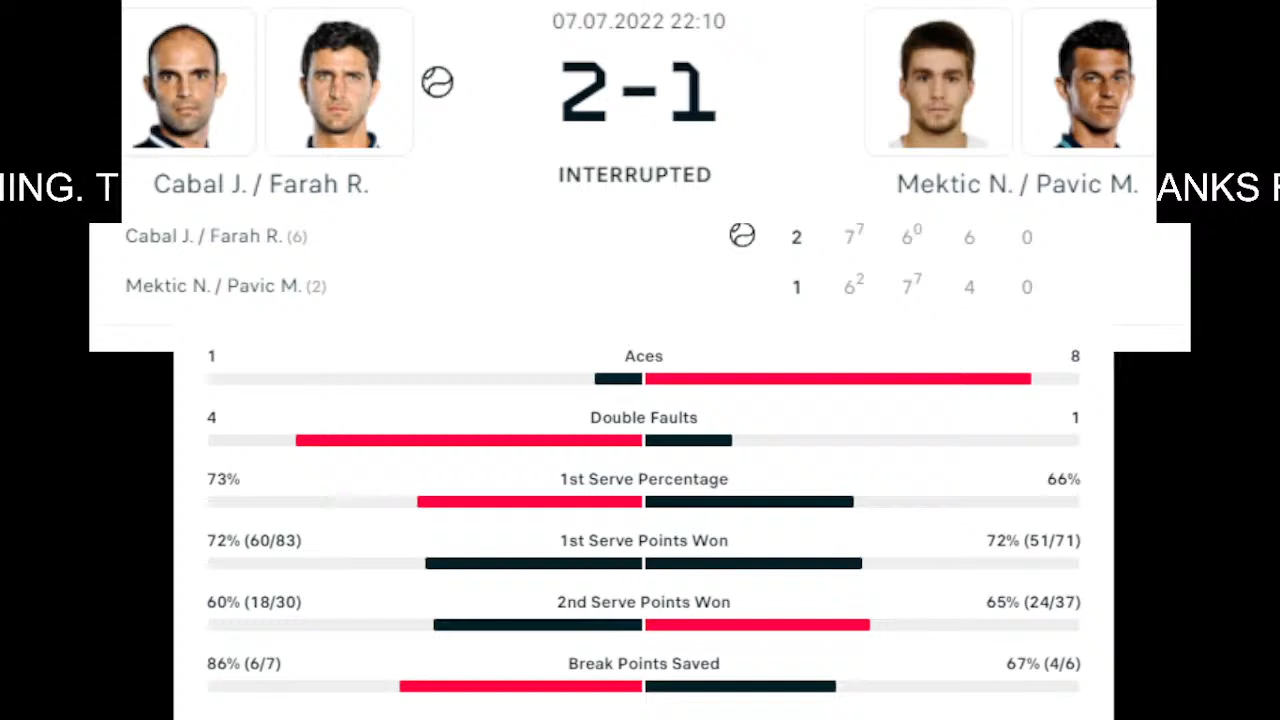 07.07.2022 22:10
2-1
INTERRUPTED
NING. T
Cabal J. / Farah R.
Mektic N. / Pavic M.
ANKS F
Cabal J. / Farah R. (6) 2 7⁷ 6⁰ 6 0
Mektic N. / Pavic M. (2) 1 6² 7⁷ 4 0
1 Aces 8
4 Double Faults 1
73% 1st Serve Percentage 66%
72% (60/83) 1st Serve Points Won 72% (51/71)
60% (18/30) 2nd Serve Points Won 65% (24/37)
86% (6/7) Break Points Saved 67% (4/6)